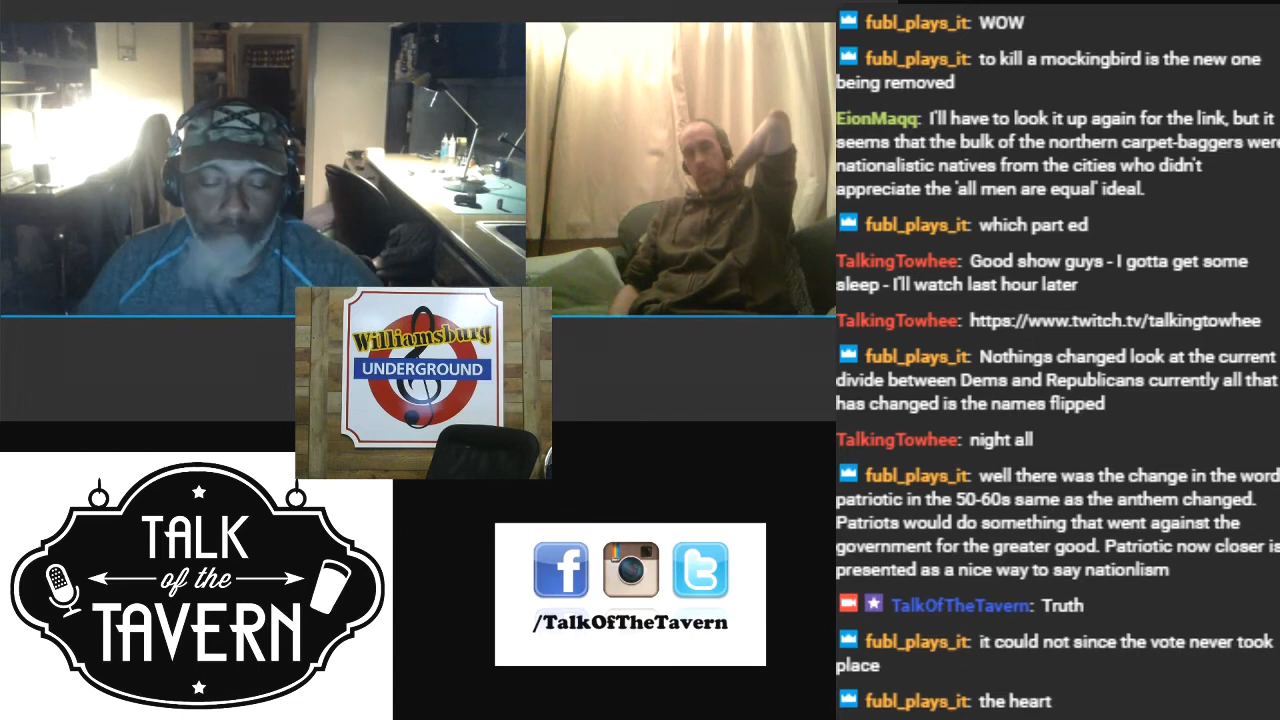 Williamsburg
UNDERGROUND
TALK
of the
TAVERN
/TalkOfTheTavern
fubl_plays_it: WOW
fubl_plays_it: to kill a mockingbird is the new one
being removed
EionMaqq: I'll have to look it up again for the link, but it
seems that the bulk of the northern carpet-baggers were
nationalistic natives from the cities who didn't
appreciate the 'all men are equal' ideal.
fubl_plays_it: which part ed
TalkingTowhee: Good show guys - I gotta get some
sleep - I'll watch last hour later
TalkingTowhee: https://www.twitch.tv/talkingtowhee
fubl_plays_it: Nothings changed look at the current
divide between Dems and Republicans currently all that
has changed is the names flipped
TalkingTowhee: night all
fubl_plays_it: well there was the change in the word
patriotic in the 50-60s same as the anthem changed.
Patriots would do something that went against the
government for the greater good. Patriotic now closer is
presented as a nice way to say nationlism
TalkOfTheTavern: Truth
fubl_plays_it: it could not since the vote never took
place
fubl_plays_it: the heart